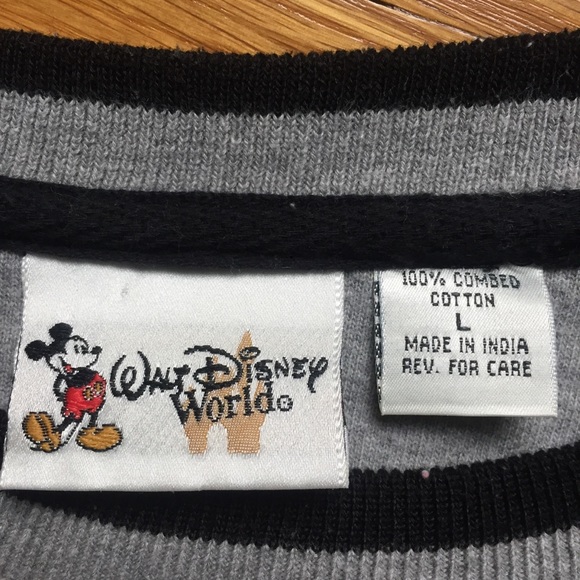 Walt Disney
World®
100% COMBED
COTTON
L
MADE IN INDIA
REV. FOR CARE